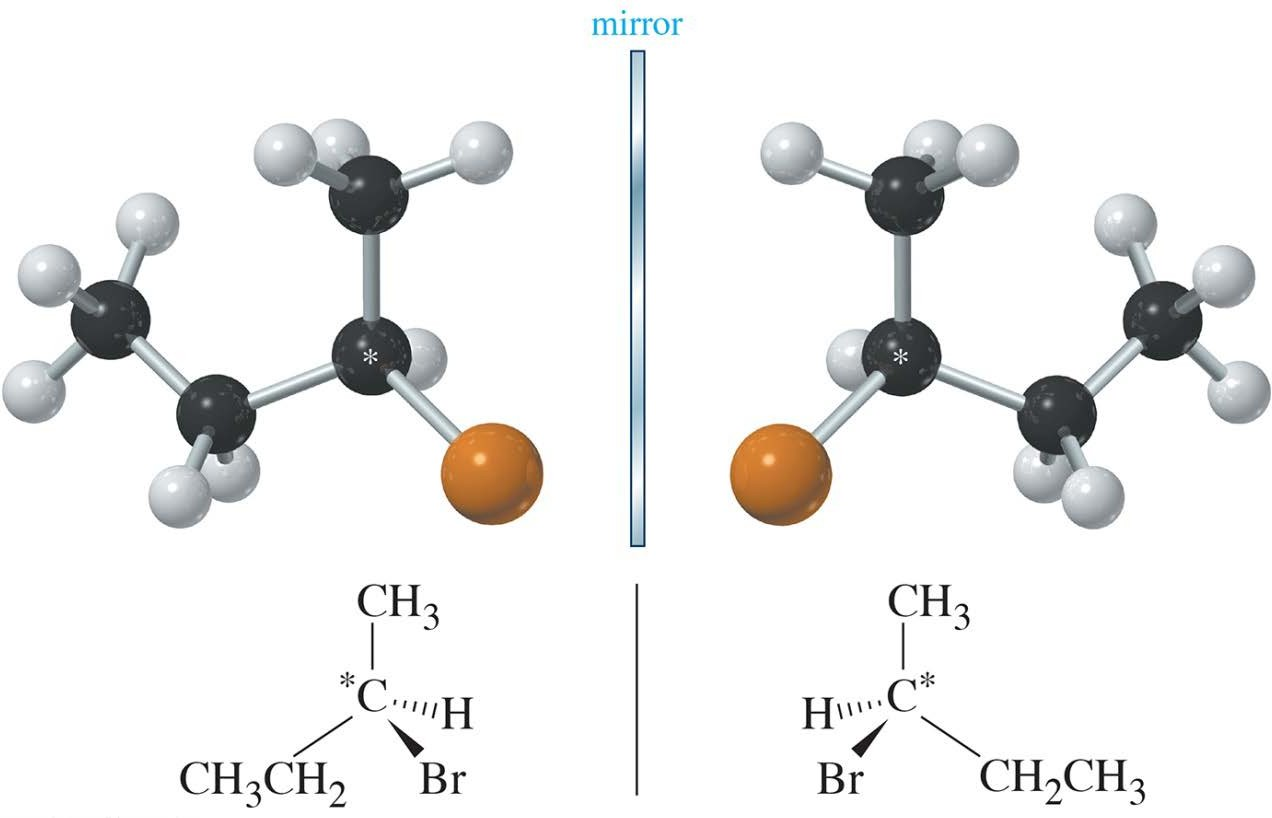 mirror
*
*
CH₃
CH₃
*C H
H C*
CH₃CH₂ Br
Br CH₂CH₃